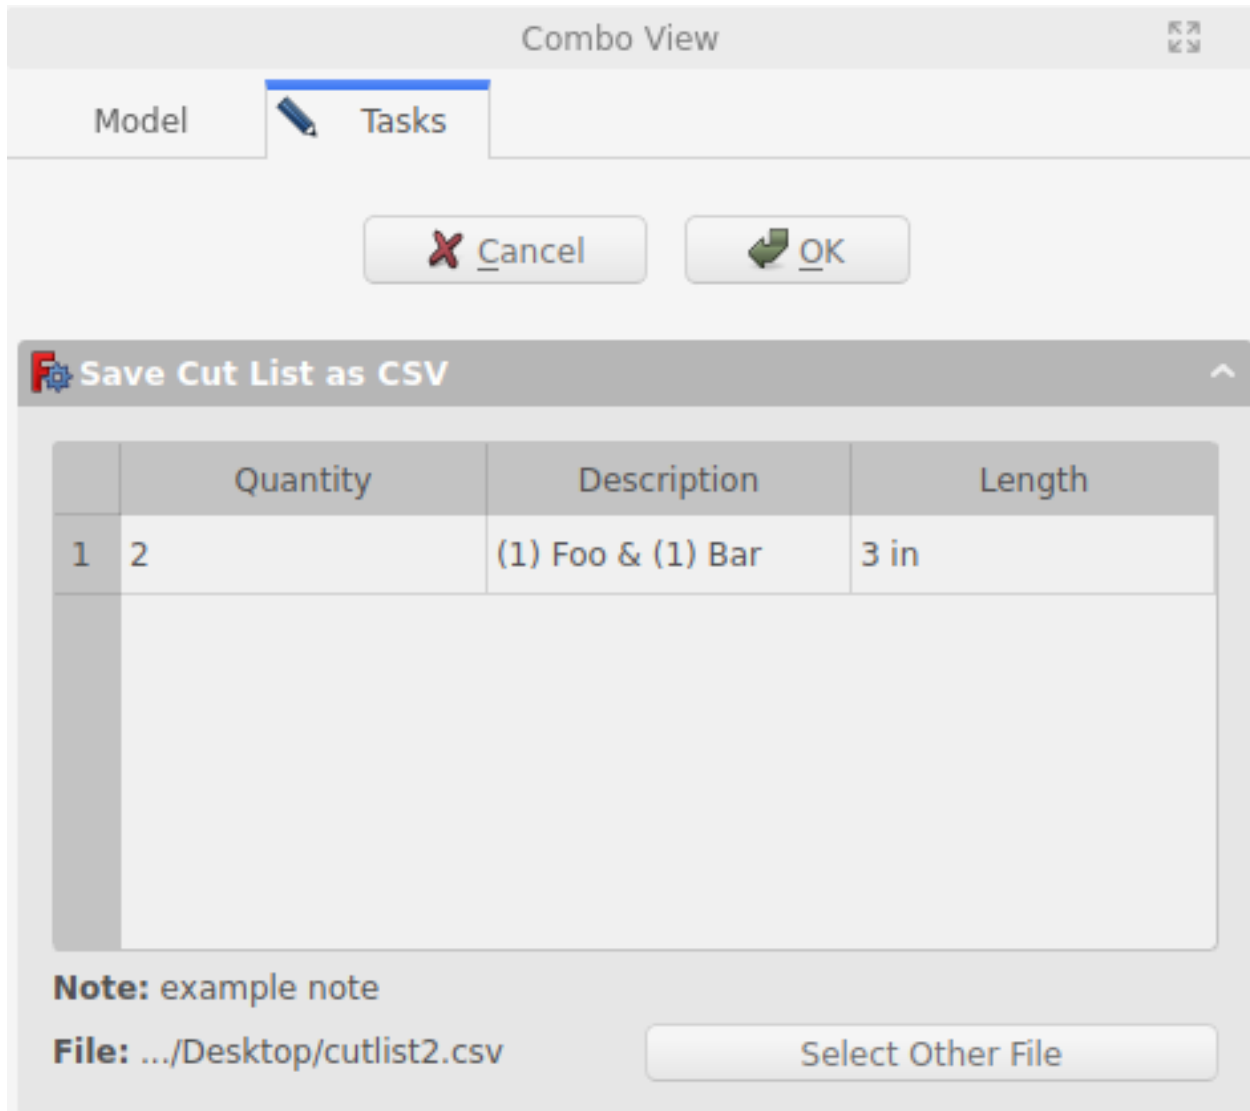 Combo View
Model Tasks
Cancel OK
Save Cut List as CSV
Quantity Description Length
1 2 (1) Foo & (1) Bar 3 in
Note: example note
File: .../Desktop/cutlist2.csv Select Other File